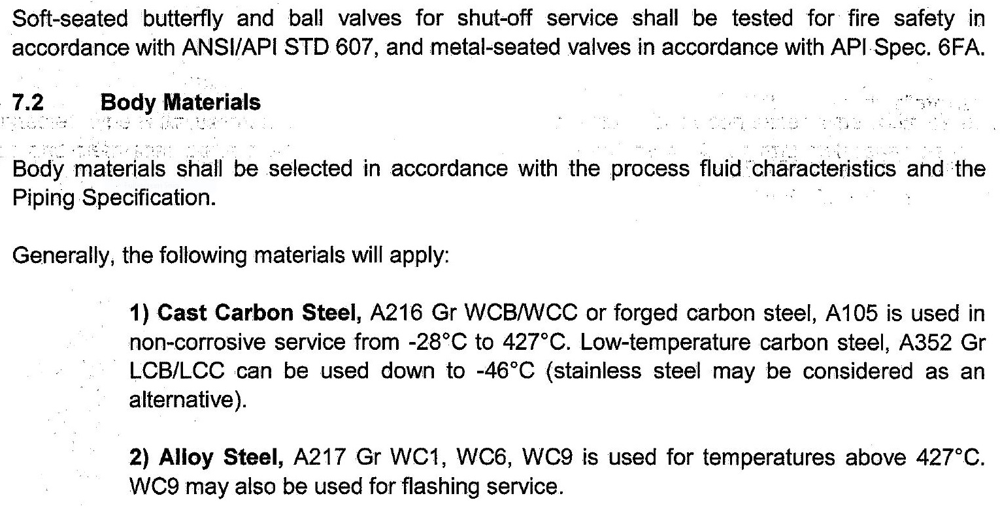 Soft-seated butterfly and ball valves for shut-off service shall be tested for fire safety in
accordance with ANSI/API STD 607, and metal-seated valves in accordance with API Spec. 6FA.
7.2 Body Materials
Body materials shall be selected in accordance with the process fluid characteristics and the
Piping Specification.
Generally, the following materials will apply:
1) Cast Carbon Steel, A216 Gr WCB/WCC or forged carbon steel, A105 is used in
non-corrosive service from -28°C to 427°C. Low-temperature carbon steel, A352 Gr
LCB/LCC can be used down to -46°C (stainless steel may be considered as an
alternative).
2) Alloy Steel, A217 Gr WC1, WC6, WC9 is used for temperatures above 427°C.
WC9 may also be used for flashing service.